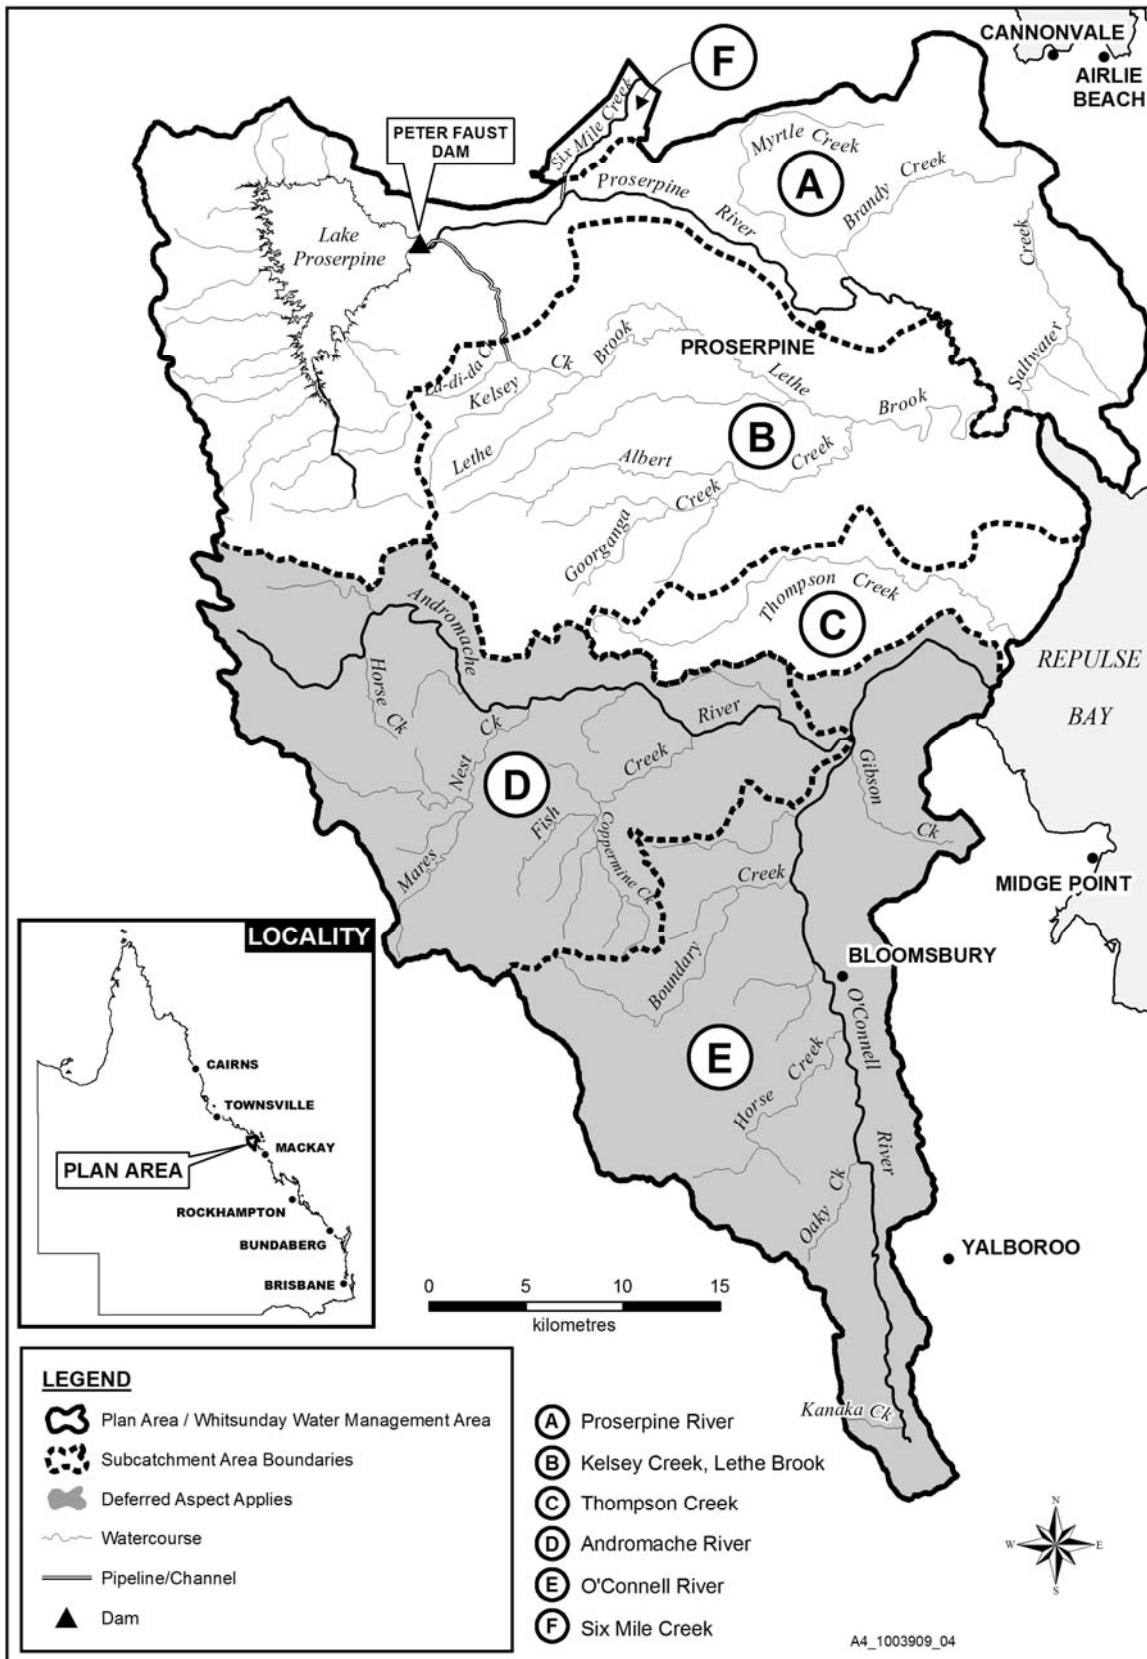 CANNONVALE
AIRLIE
BEACH
F
Six Mile Creek
PETER FAUST
DAM
Myrtle Creek
A
Proserpine
River
Brandy Creek
Lake
Proserpine
Creek
Saltwater
PROSERPINE
La-di-da Ck
Kelsey Ck
Lethe Brook
Lethe
Brook
B
Albert
Creek
Goorganga Creek
Thompson Creek
C
Andromache
River
REPULSE
BAY
Horse Ck
Nest Ck
Mares
D
Creek
Fish
Coppermine Ck
Gibson
Ck
MIDGE POINT
Creek
Boundary
BLOOMSBURY
O'Connell
River
E
Horse Creek
Oaky Ck
YALBOROO
Kanaka Ck
LOCALITY
CAIRNS
TOWNSVILLE
MACKAY
PLAN AREA
ROCKHAMPTON
BUNDABERG
BRISBANE
0 5 10 15
kilometres
LEGEND
Plan Area / Whitsunday Water Management Area
Subcatchment Area Boundaries
Deferred Aspect Applies
Watercourse
Pipeline/Channel
Dam
A Proserpine River
B Kelsey Creek, Lethe Brook
C Thompson Creek
D Andromache River
E O'Connell River
F Six Mile Creek
N
W E
S
A4_1003909_04